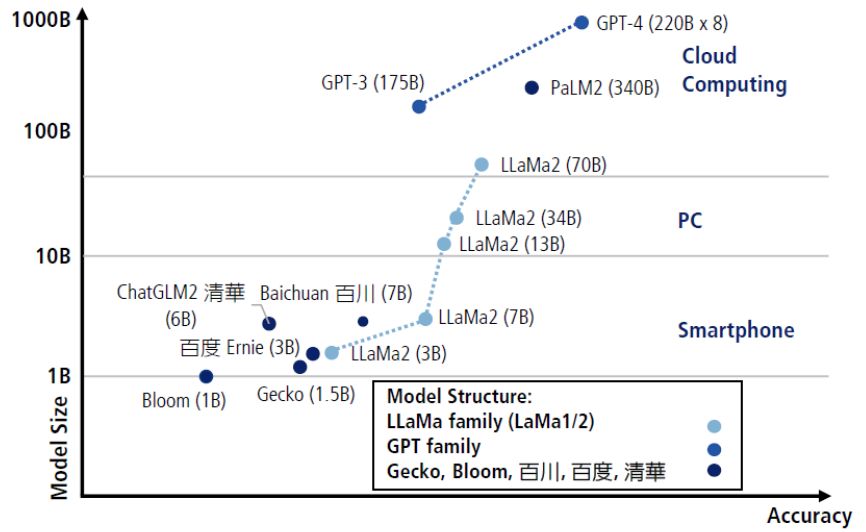 1000B
GPT-4 (220B x 8)
Cloud
Computing
GPT-3 (175B)
PaLM2 (340B)
100B
LLaMa2 (70B)
LLaMa2 (34B)
PC
LLaMa2 (13B)
10B
ChatGLM2 清華
(6B)
Baichuan 百川 (7B)
LLaMa2 (7B)
Smartphone
百度 Ernie (3B)
LLaMa2 (3B)
1B
Bloom (1B)
Gecko (1.5B)
Model Structure:
LLaMa family (LaMa1/2)
GPT family
Gecko, Bloom, 百川, 百度, 清華
Model Size
Accuracy